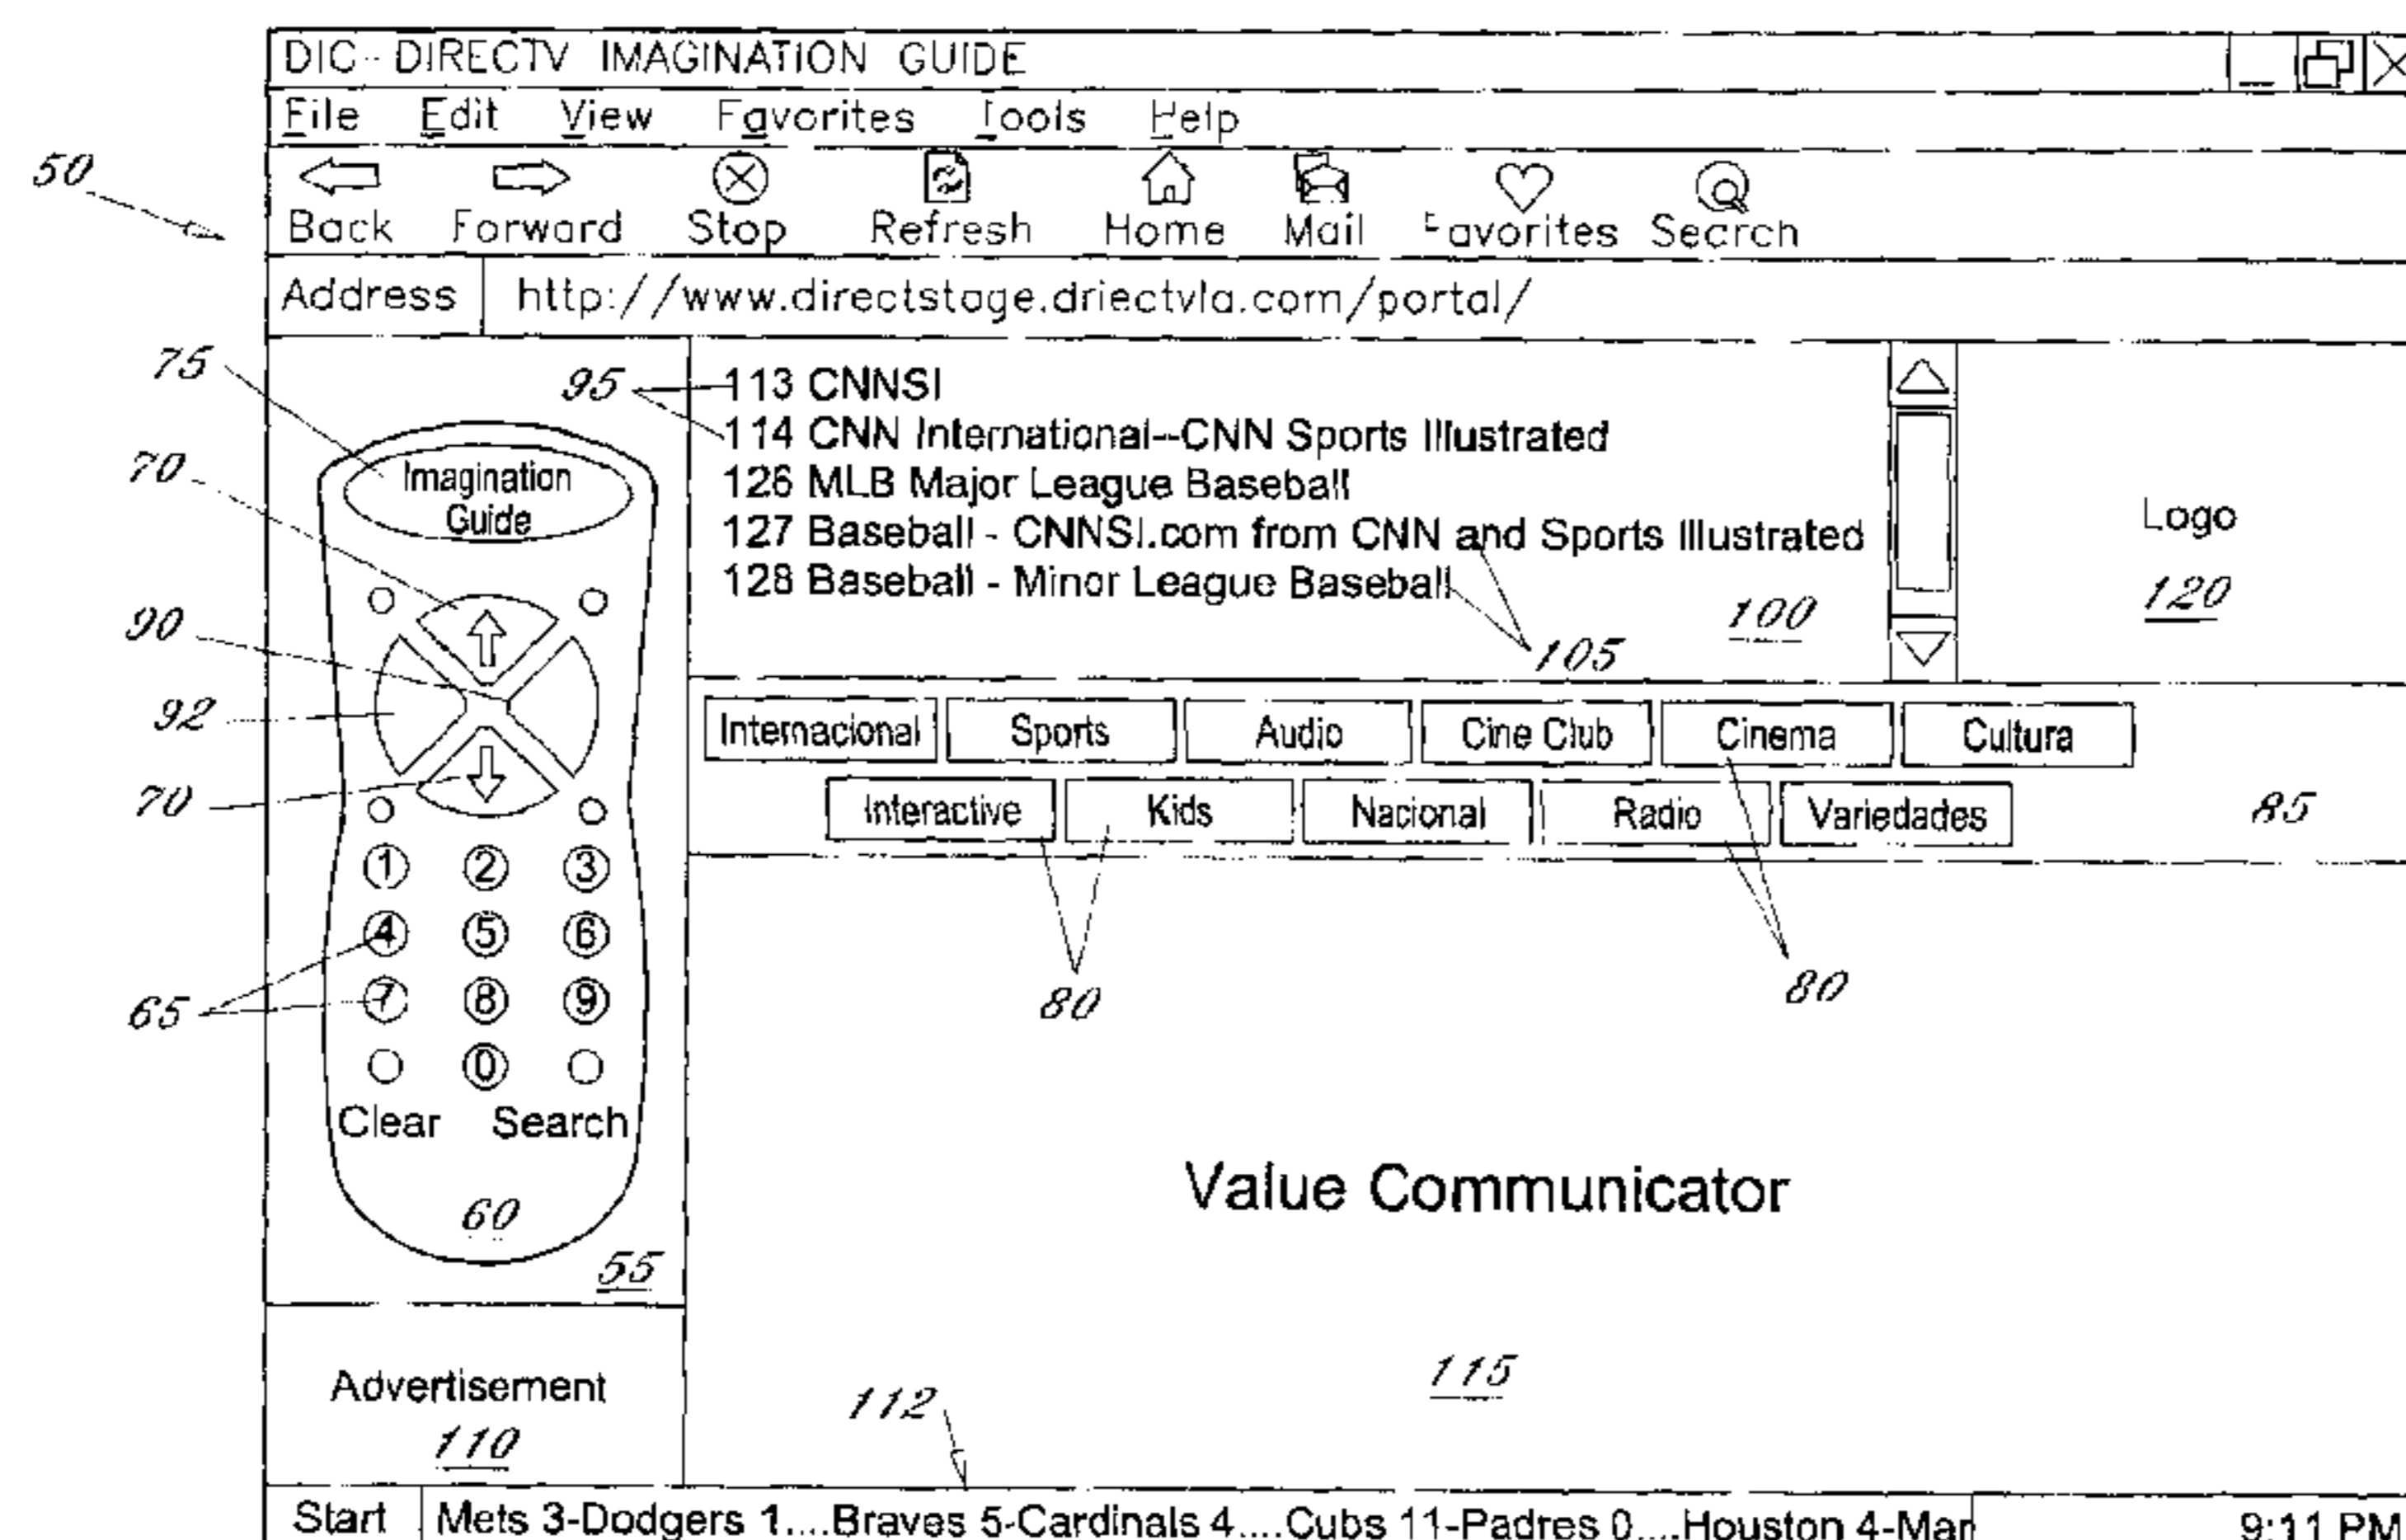 DIC-- DIRECTV IMAGINATION GUIDE
File Edit View Favorites Tools Help
Back Forward Stop Refresh Home Mail Favorites Search
50
Address http://www.directstage.driectvla.com/portal/
75
95
113 CNNSI
114 CNN International--CNN Sports Illustrated
126 MLB Major League Baseball
127 Baseball - CNNSI.com from CNN and Sports Illustrated
128 Baseball - Minor League Baseball
100
105
Logo
120
70
Imagination
Guide
90
92
70
Internacional Sports Audio Cine Club Cinema Cultura
Interactive Kids Nacional Radio Variedades
85
80
80
1 2 3
4 5 6
7 8 9
0
65
Clear Search
60
55
Value Communicator
115
Advertisement
110
112
Start Mets 3-Dodgers 1....Braves 5-Cardinals 4....Cubs 11-Padres 0....Houston 4-Mar 9:11 PM